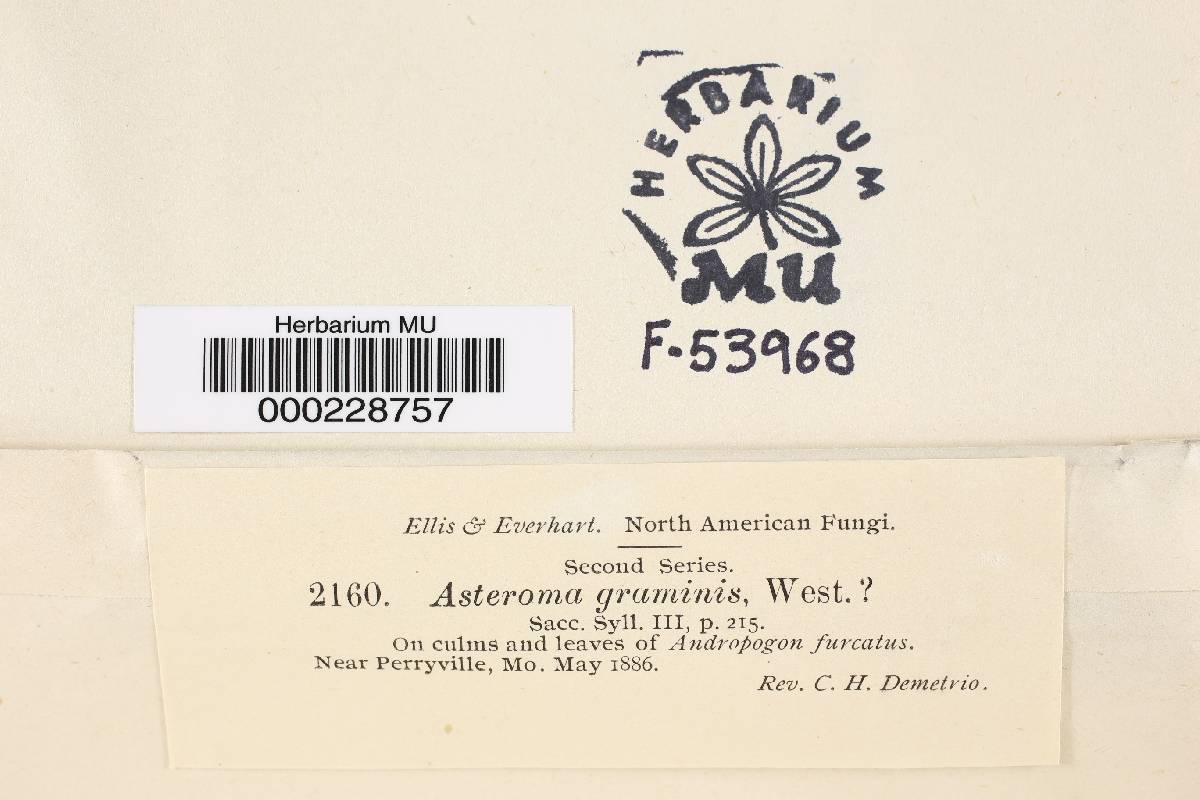 HERBARIUM
MU
F-53968
Herbarium MU
000228757
Ellis & Everhart. North American Fungi.
Second Series.
2160. Asteroma graminis, West.?
Sacc. Syll. III, p. 215.
On culms and leaves of Andropogon furcatus.
Near Perryville, Mo. May 1886.
Rev. C. H. Demetrio.